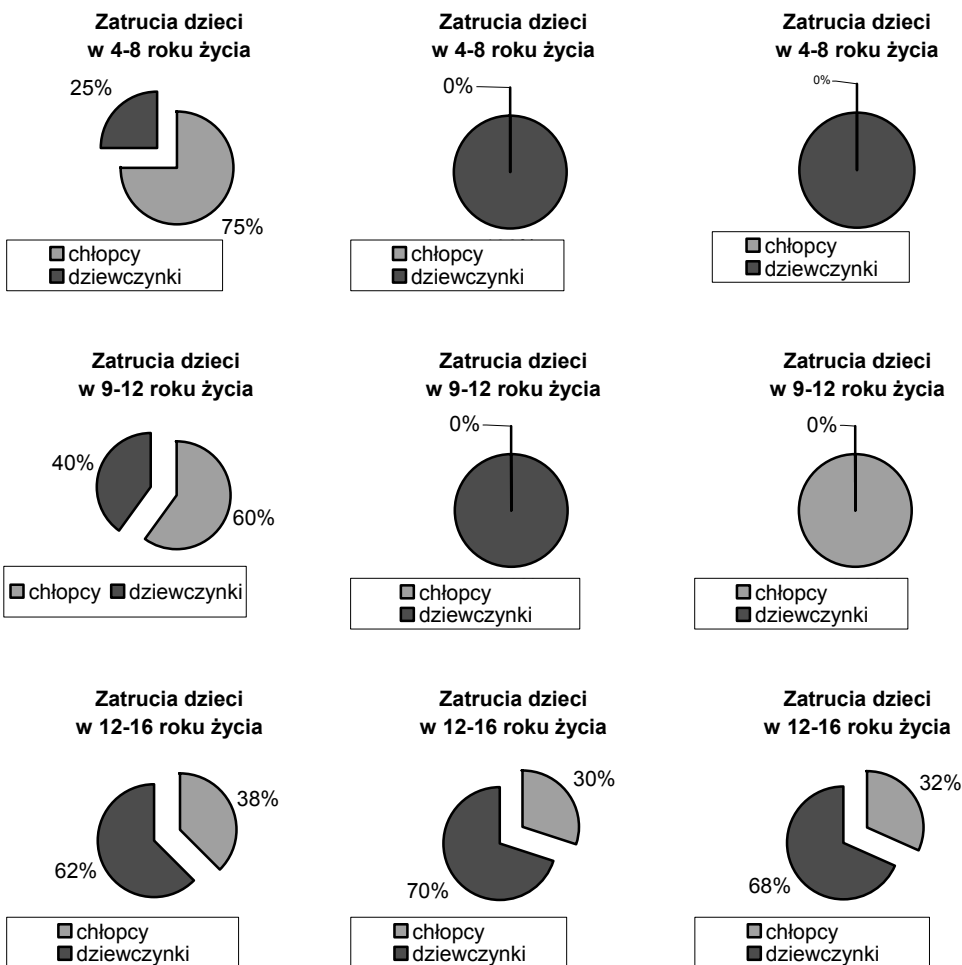 Zatrucia dzieci
w 4-8 roku życia
25%
75%
chłopcy
dziewczynki
Zatrucia dzieci
w 4-8 roku życia
0%
chłopcy
dziewczynki
Zatrucia dzieci
w 4-8 roku życia
0%
chłopcy
dziewczynki
Zatrucia dzieci
w 9-12 roku życia
40%
60%
chłopcy dziewczynki
Zatrucia dzieci
w 9-12 roku życia
0%
chłopcy
dziewczynki
Zatrucia dzieci
w 9-12 roku życia
0%
chłopcy
dziewczynki
Zatrucia dzieci
w 12-16 roku życia
38%
62%
chłopcy
dziewczynki
Zatrucia dzieci
w 12-16 roku życia
30%
70%
chłopcy
dziewczynki
Zatrucia dzieci
w 12-16 roku życia
32%
68%
chłopcy
dziewczynki